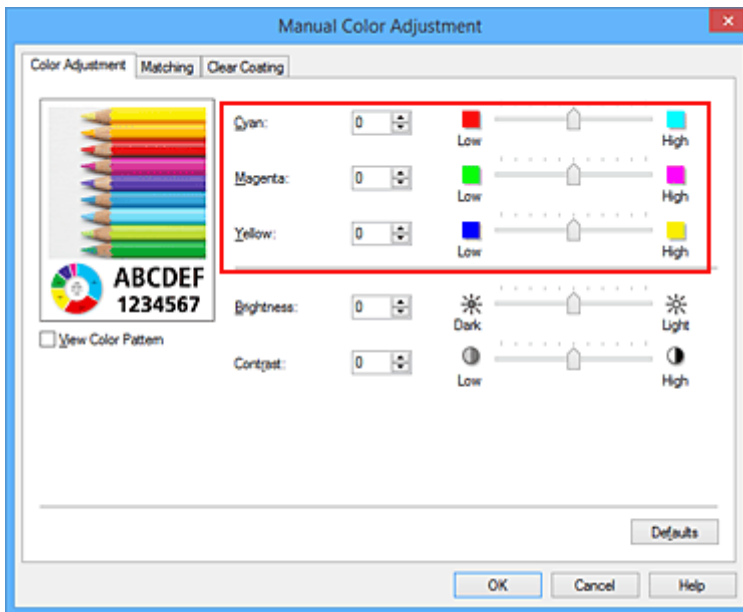 Manual Color Adjustment
Color Adjustment Matching Clear Coating
Cyan: 0 Low High
Magenta: 0 Low High
Yellow: 0 Low High
ABCDEF
1234567
Brightness: 0 Dark Light
View Color Pattern
Contrast: 0 Low High
Defaults
OK Cancel Help